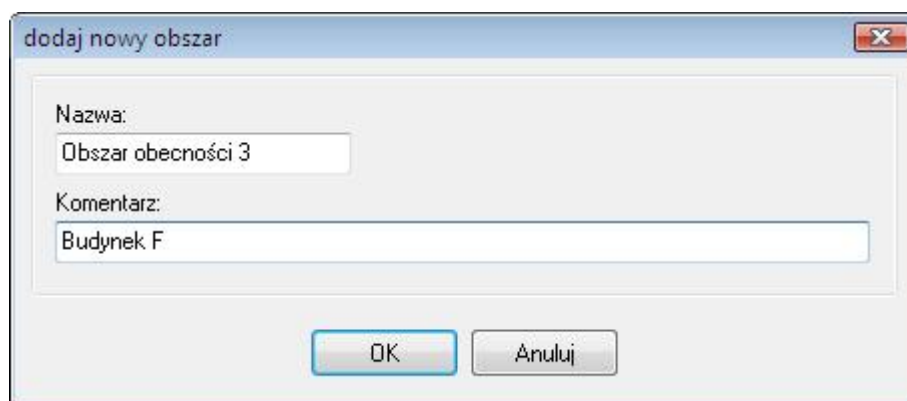 dodaj nowy obszar
Nazwa:
Obszar obecności 3
Komentarz:
Budynek F
OK Anuluj